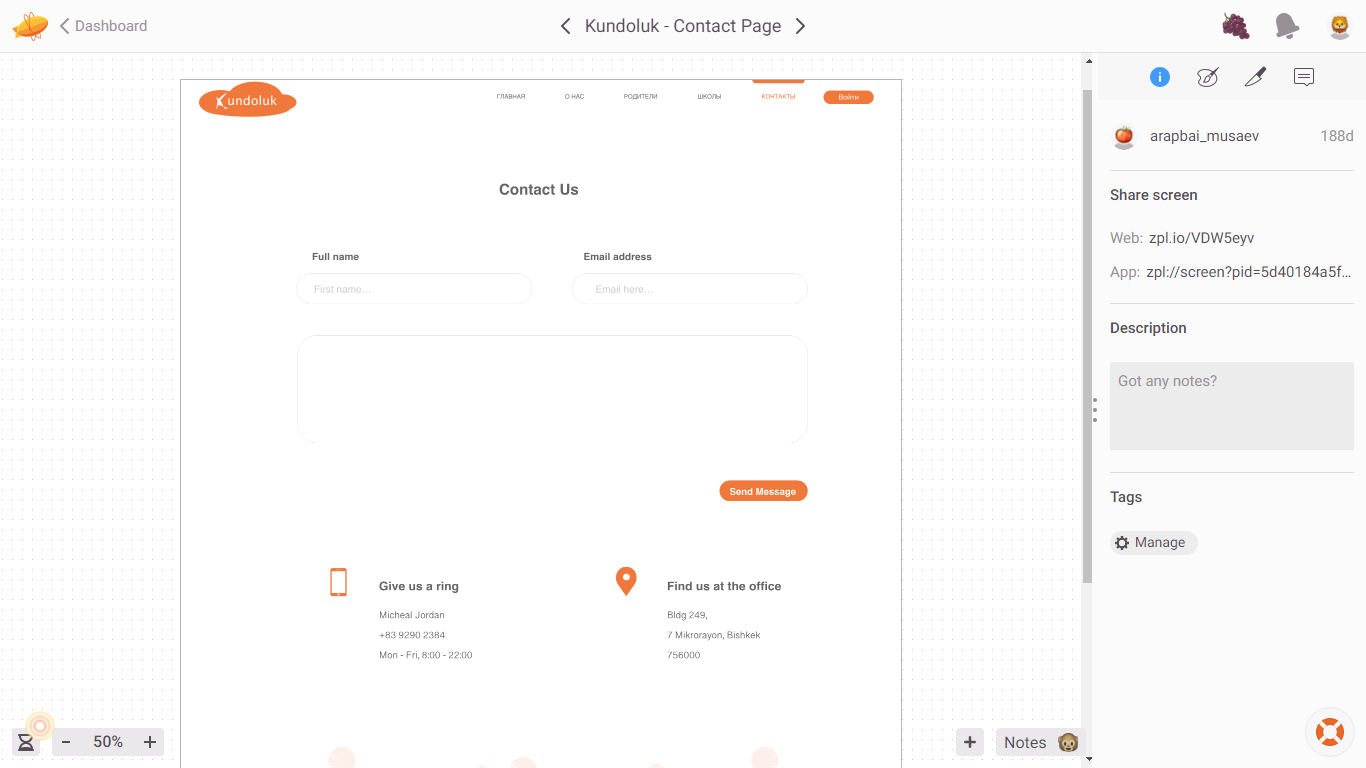 Dashboard
Kundoluk - Contact Page
Kundoluk
ГЛАВНАЯ
О НАС
РОДИТЕЛИ
ШКОЛЫ
КОНТАКТЫ
Войти
Contact Us
Full name
Email address
First name...
Email here...
Send Message
Give us a ring
Micheal Jordan
+83 9290 2384
Mon - Fri, 8:00 - 22:00
Find us at the office
Bldg 249,
7 Mikrorayon, Bishkek
756000
50%
Notes
arapbai_musaev
188d
Share screen
Web: zpl.io/VDW5eyv
App: zpl://screen?pid=5d40184a5f...
Description
Got any notes?
Tags
Manage